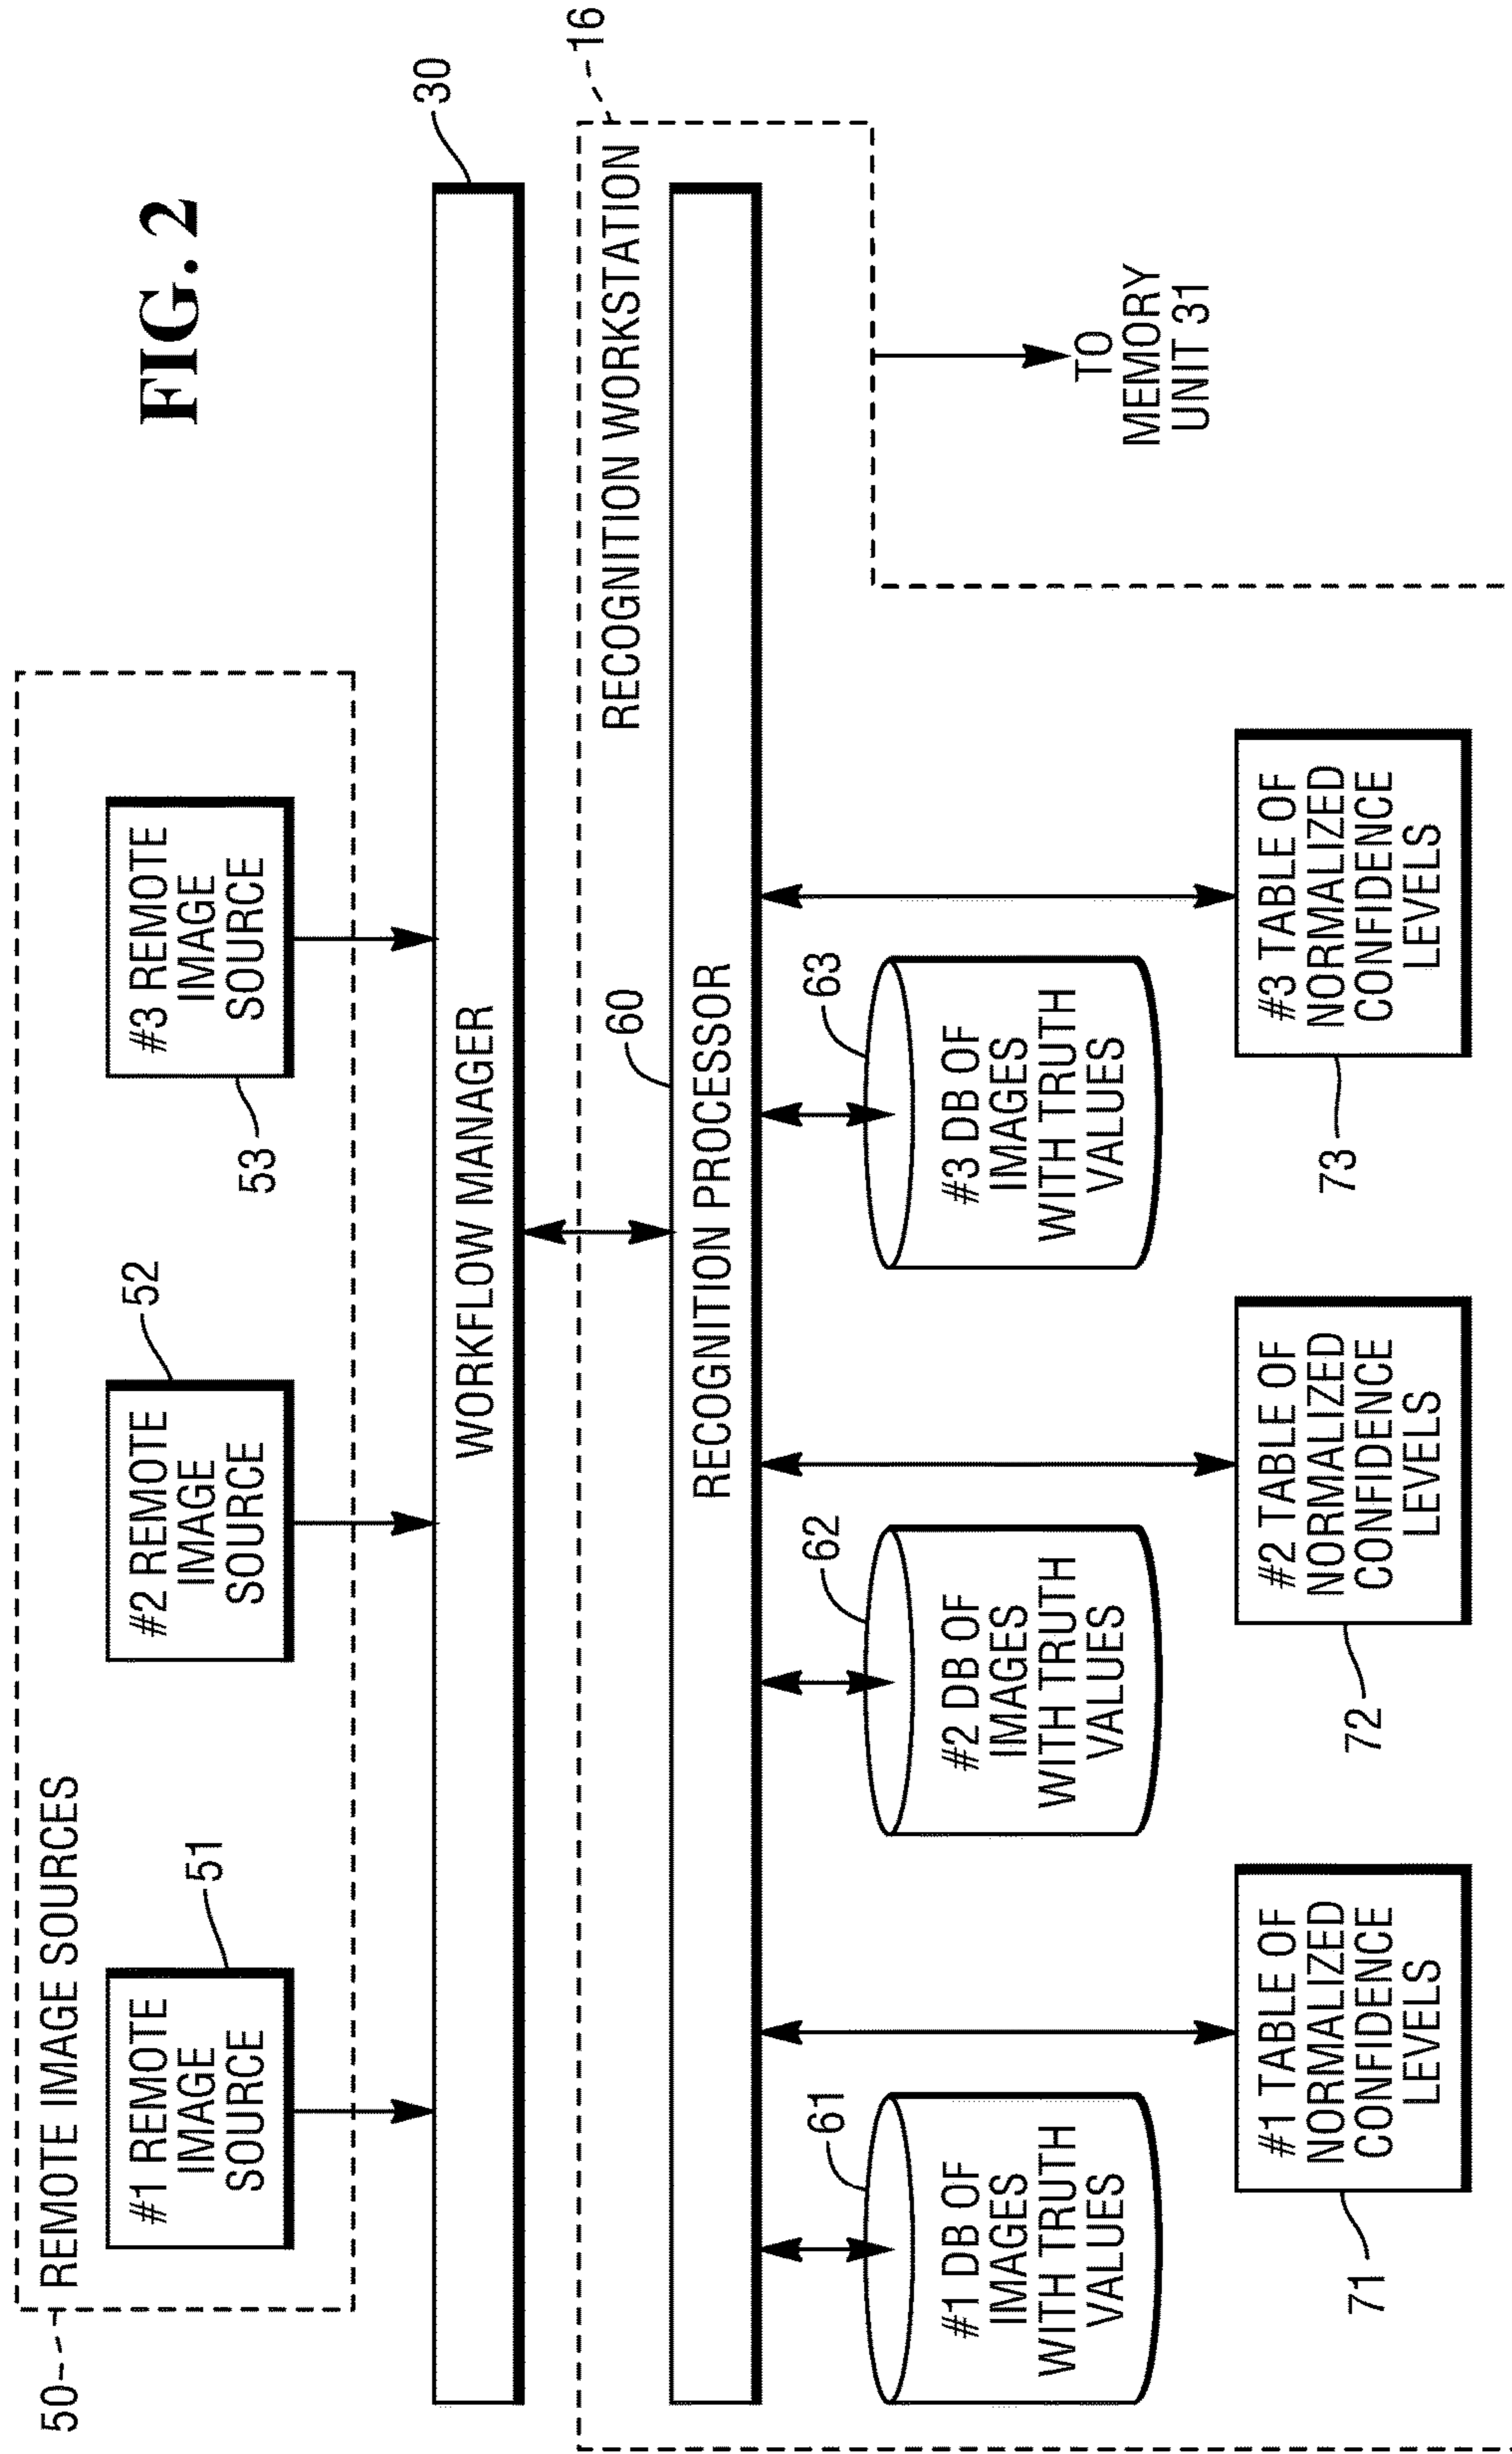 FIG. 2
50
REMOTE IMAGE SOURCES
#1 REMOTE
IMAGE
SOURCE
51
#2 REMOTE
IMAGE
SOURCE
52
#3 REMOTE
IMAGE
SOURCE
53
30
WORKFLOW MANAGER
16
RECOGNITION WORKSTATION
60
RECOGNITION PROCESSOR
61
#1 DB OF
IMAGES
WITH TRUTH
VALUES
62
#2 DB OF
IMAGES
WITH TRUTH
VALUES
63
#3 DB OF
IMAGES
WITH TRUTH
VALUES
TO
MEMORY
UNIT 31
71
#1 TABLE OF
NORMALIZED
CONFIDENCE
LEVELS
72
#2 TABLE OF
NORMALIZED
CONFIDENCE
LEVELS
73
#3 TABLE OF
NORMALIZED
CONFIDENCE
LEVELS